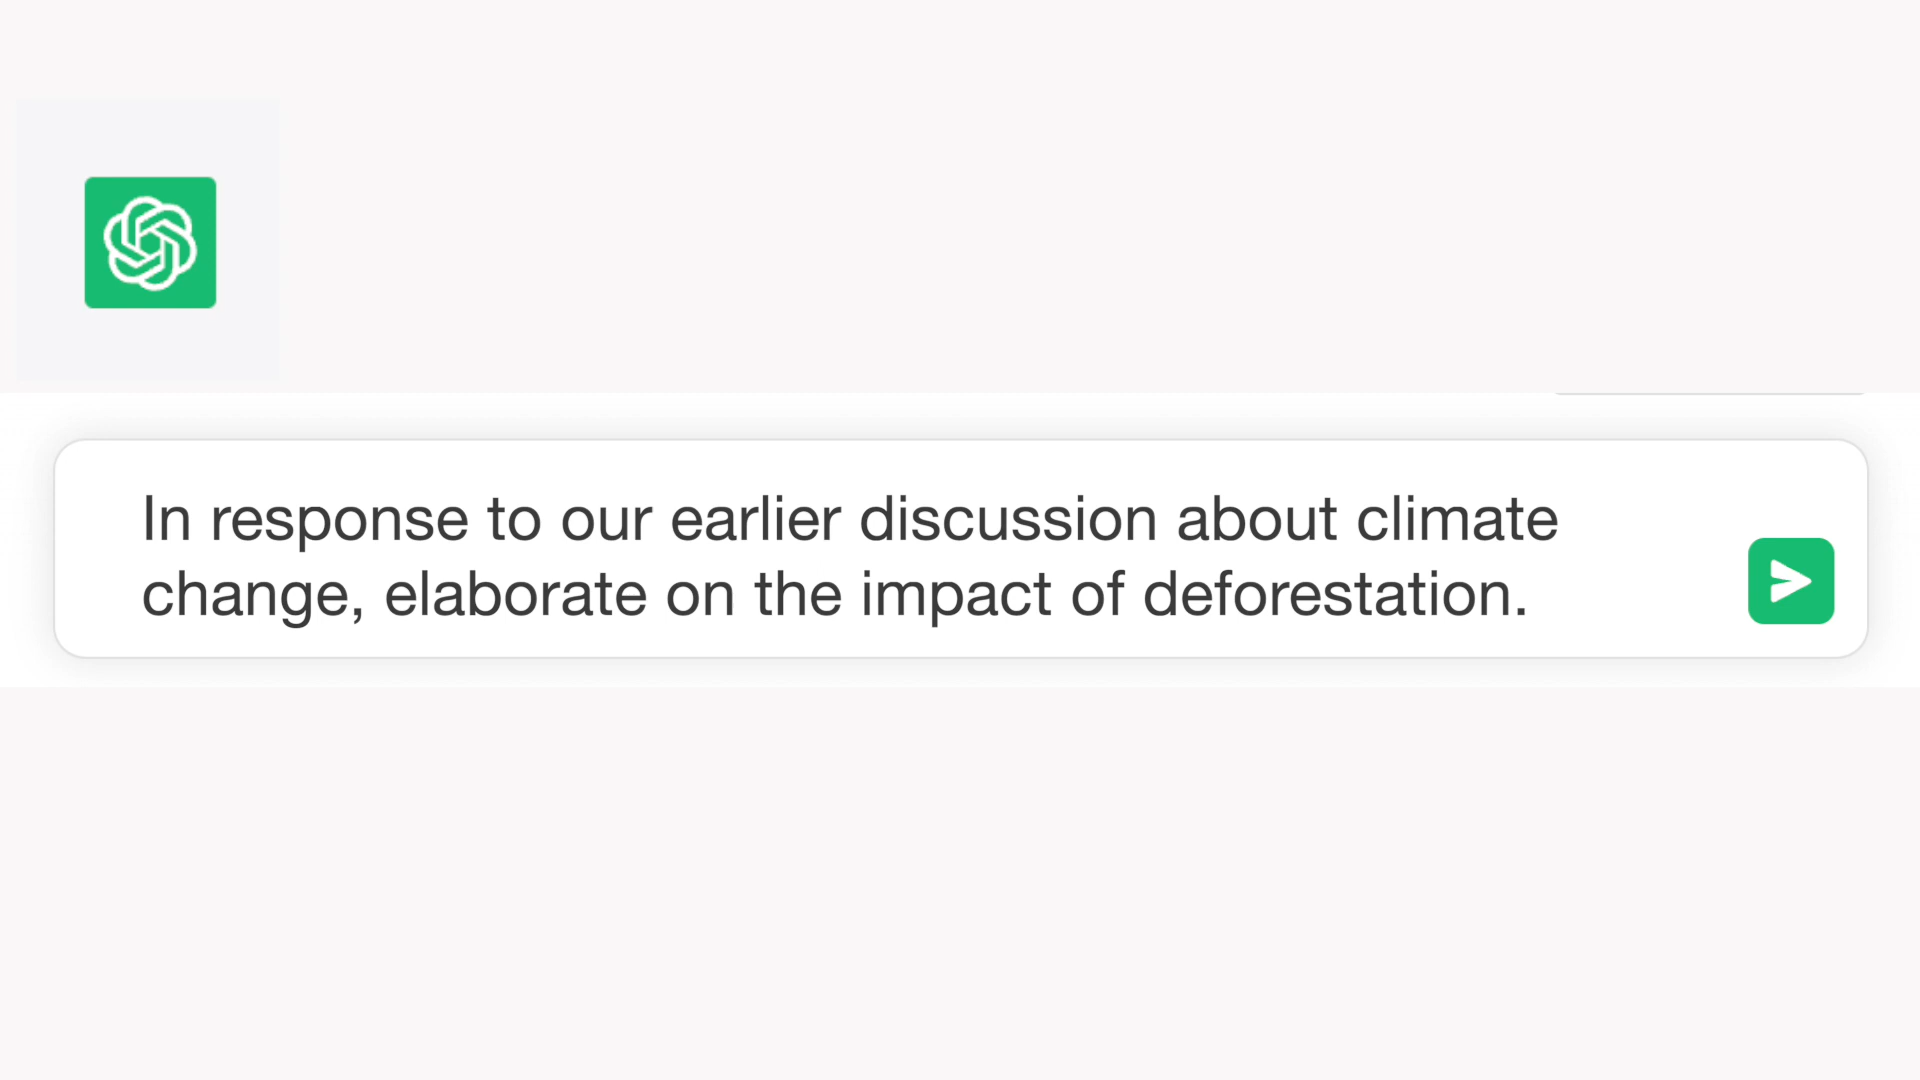 In response to our earlier discussion about climate
change, elaborate on the impact of deforestation.